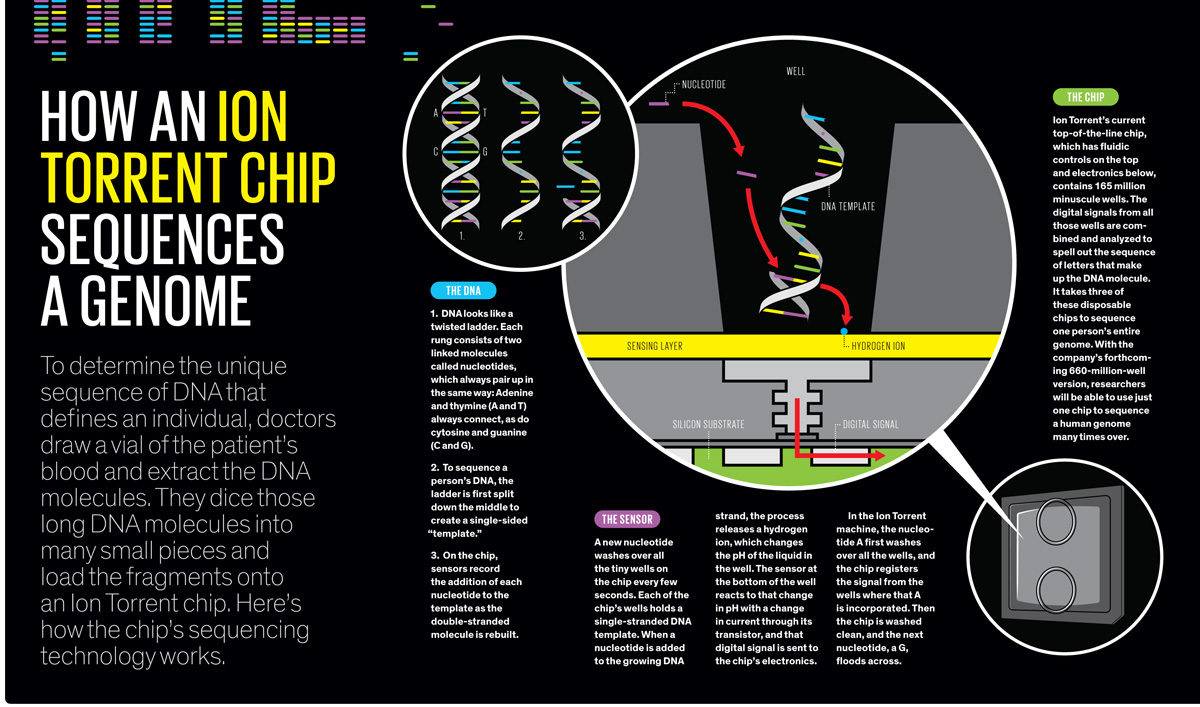 HOW AN ION
TORRENT CHIP
SEQUENCES
A GENOME
To determine the unique
sequence of DNA that
defines an individual, doctors
draw a vial of the patient's
blood and extract the DNA
molecules. They dice those
long DNA molecules into
many small pieces and
load the fragments onto
an Ion Torrent chip. Here's
how the chip's sequencing
technology works.
A T
C G
1. 2. 3.
THE DNA
1. DNA looks like a
twisted ladder. Each
rung consists of two
linked molecules
called nucleotides,
which always pair up in
the same way: Adenine
and thymine (A and T)
always connect, as do
cytosine and guanine
(C and G).
2. To sequence a
person's DNA, the
ladder is first split
down the middle to
create a single-sided
“template.”
3. On the chip,
sensors record
the addition of each
nucleotide to the
template as the
double-stranded
molecule is rebuilt.
NUCLEOTIDE
WELL
DNA TEMPLATE
SENSING LAYER
HYDROGEN ION
SILICON SUBSTRATE
DIGITAL SIGNAL
THE SENSOR
A new nucleotide
washes over all
the tiny wells on
the chip every few
seconds. Each of the
chip's wells holds a
single-stranded DNA
template. When a
nucleotide is added
to the growing DNA
strand, the process
releases a hydrogen
ion, which changes
the pH of the liquid in
the well. The sensor at
the bottom of the well
reacts to that change
in pH with a change
in current through its
transistor, and that
digital signal is sent to
the chip's electronics.
In the Ion Torrent
machine, the nucleo-
tide A first washes
over all the wells, and
the chip registers
the signal from the
wells where that A
is incorporated. Then
the chip is washed
clean, and the next
nucleotide, a G,
floods across.
THE CHIP
Ion Torrent's current
top-of-the-line chip,
which has fluidic
controls on the top
and electronics below,
contains 165 million
minuscule wells. The
digital signals from all
those wells are com-
bined and analyzed to
spell out the sequence
of letters that make
up the DNA molecule.
It takes three of
these disposable
chips to sequence
one person's entire
genome. With the
company's forthcom-
ing 660-million-well
version, researchers
will be able to use just
one chip to sequence
a human genome
many times over.